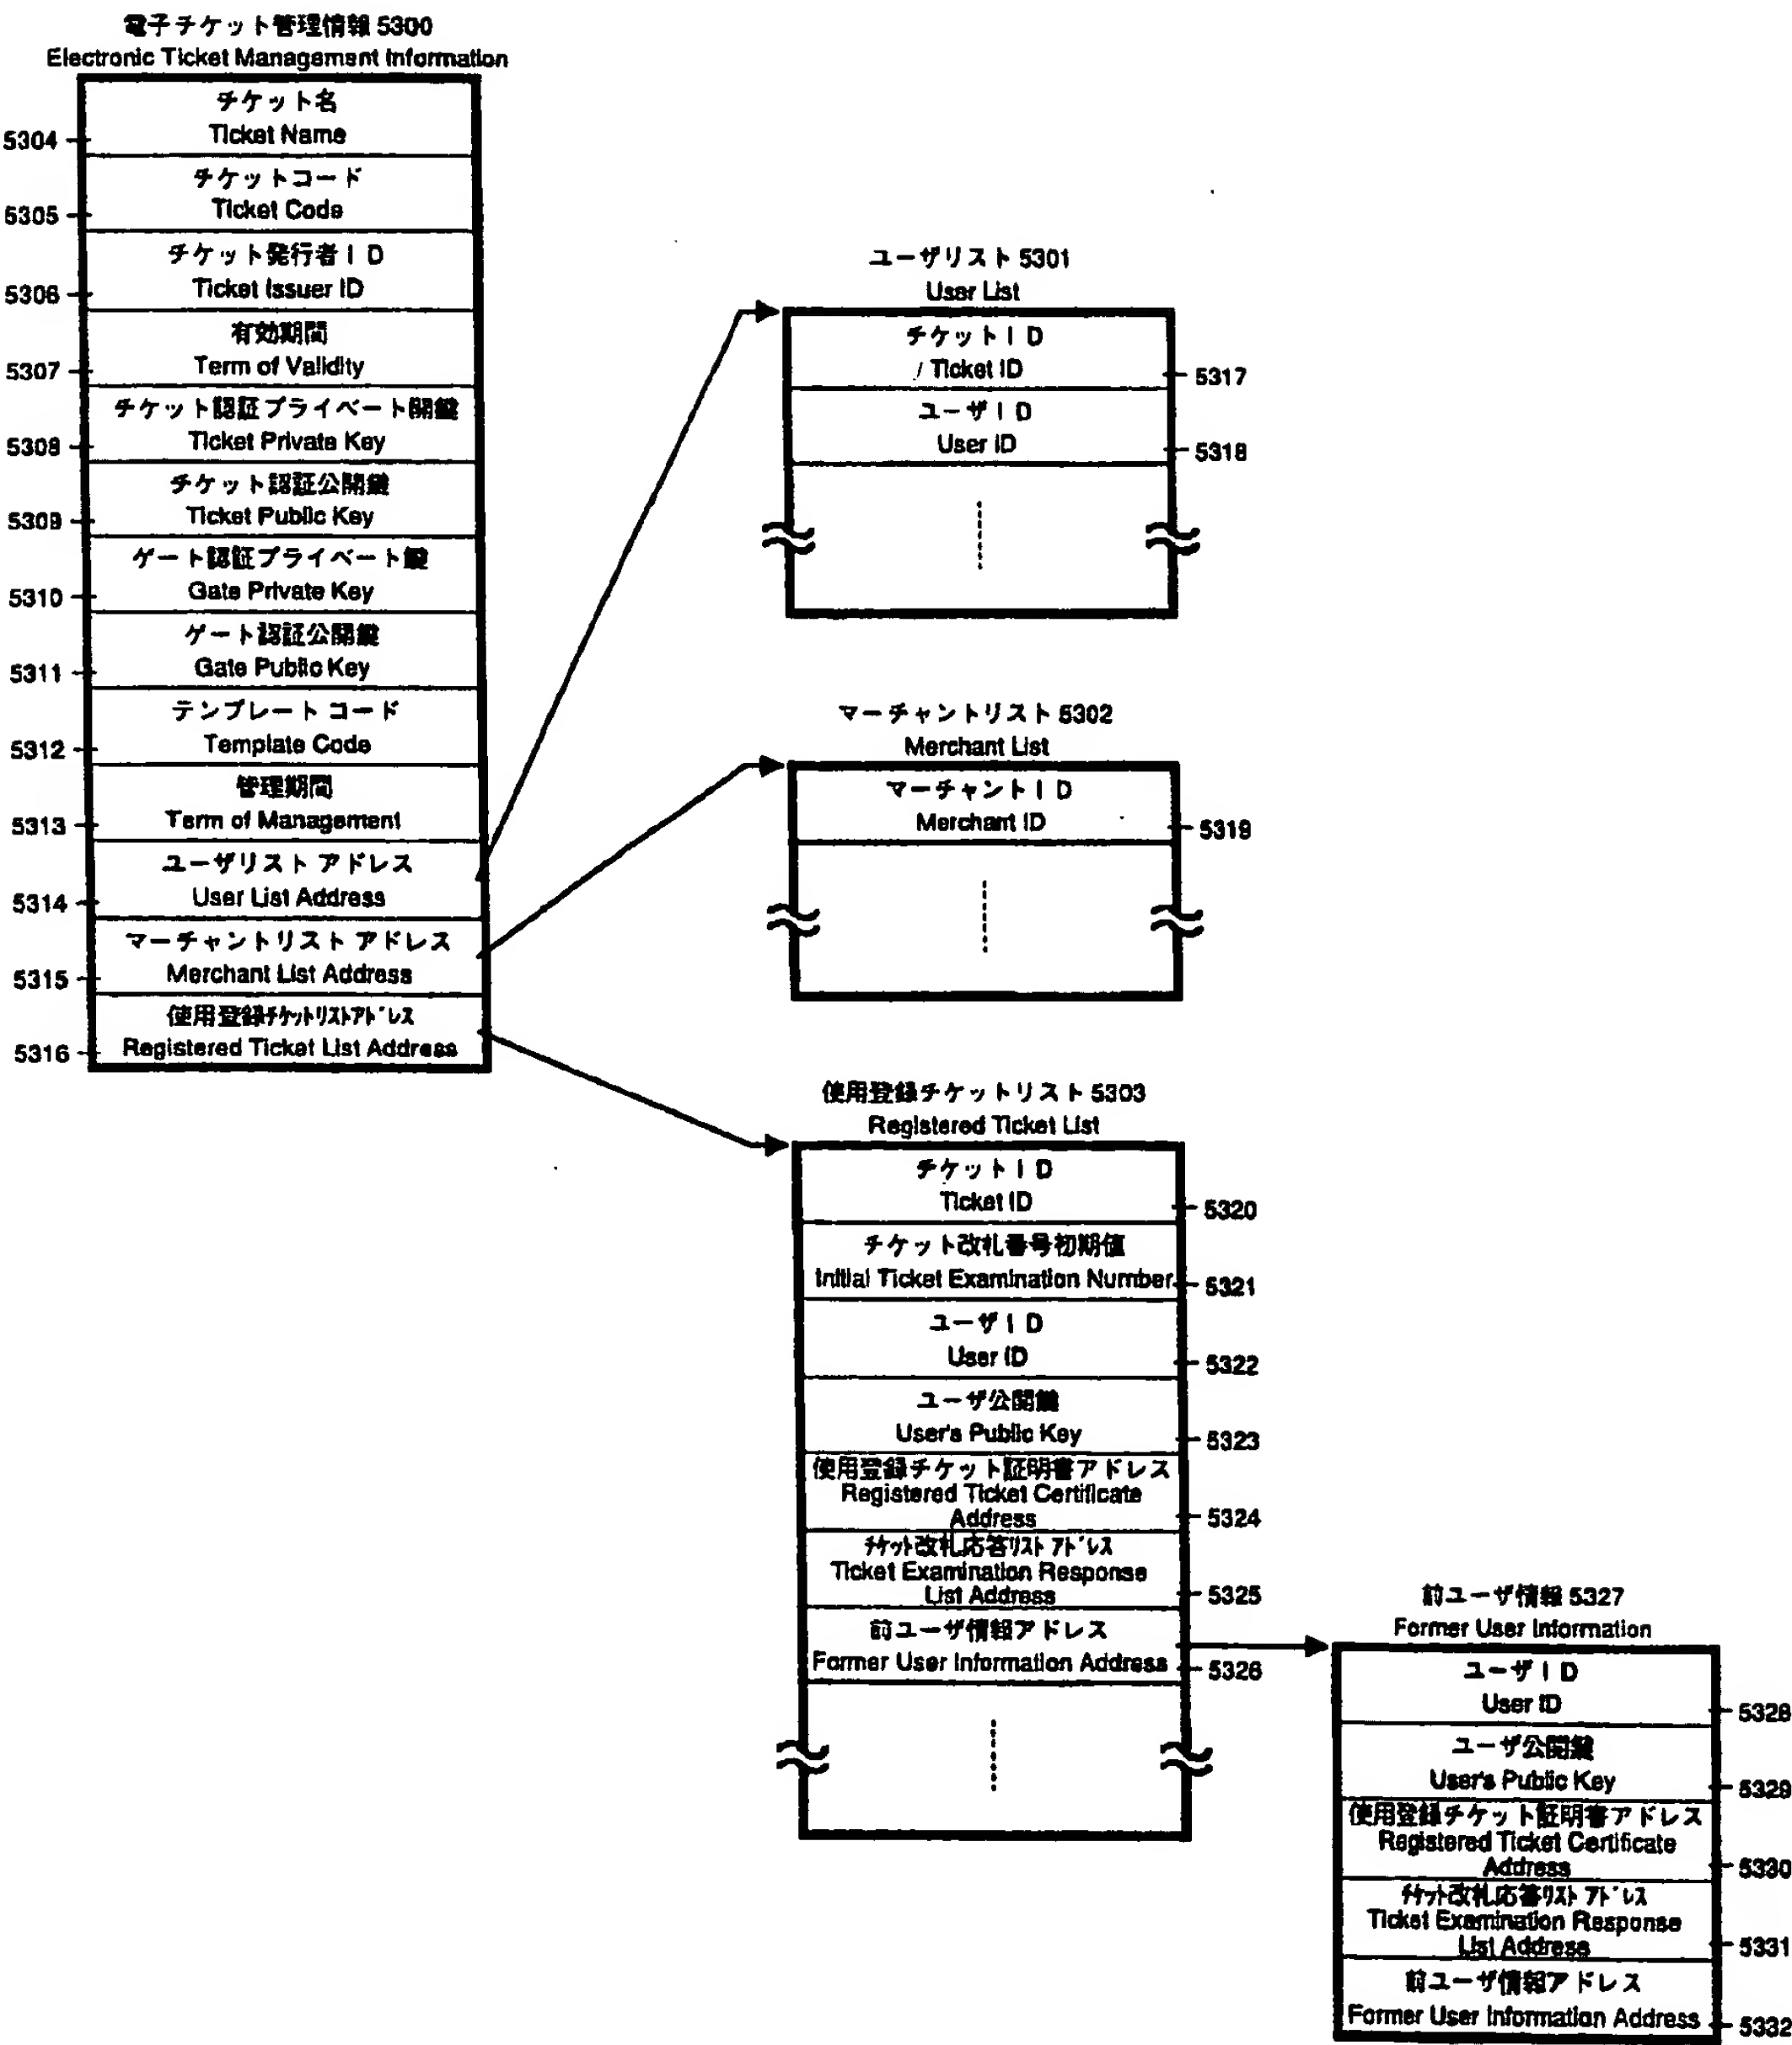 電子チケット管理情報 5300
Electronic Ticket Management Information
チケット名
Ticket Name
5304
チケットコード
Ticket Code
5305
チケット発行者ID
Ticket Issuer ID
5306
有効期間
Term of Validity
5307
チケット認証プライベート開鍵
Ticket Private Key
5308
チケット認証公開鍵
Ticket Public Key
5309
ゲート認証プライベート鍵
Gate Private Key
5310
ゲート認証公開鍵
Gate Public Key
5311
テンプレート コード
Template Code
5312
管理期間
Term of Management
5313
ユーザリスト アドレス
User List Address
5314
マーチャントリスト アドレス
Merchant List Address
5315
使用登録チケットリストアドレス
Registered Ticket List Address
5316
ユーザリスト 5301
User List
チケットID
Ticket ID
5317
ユーザID
User ID
5318
マーチャントリスト 5302
Merchant List
マーチャントID
Merchant ID
5319
使用登録チケットリスト 5303
Registered Ticket List
チケットID
Ticket ID
5320
チケット改札番号初期値
Initial Ticket Examination Number
5321
ユーザID
User ID
5322
ユーザ公開鍵
User's Public Key
5323
使用登録チケット証明書アドレス
Registered Ticket Certificate
Address
5324
チケット改札応答リスト アドレス
Ticket Examination Response
List Address
5325
前ユーザ情報アドレス
Former User Information Address
5326
前ユーザ情報 5327
Former User Information
ユーザID
User ID
5328
ユーザ公開鍵
User's Public Key
5329
使用登録チケット証明書アドレス
Registered Ticket Certificate
Address
5330
チケット改札応答リスト アドレス
Ticket Examination Response
List Address
5331
前ユーザ情報アドレス
Former User Information Address
5332